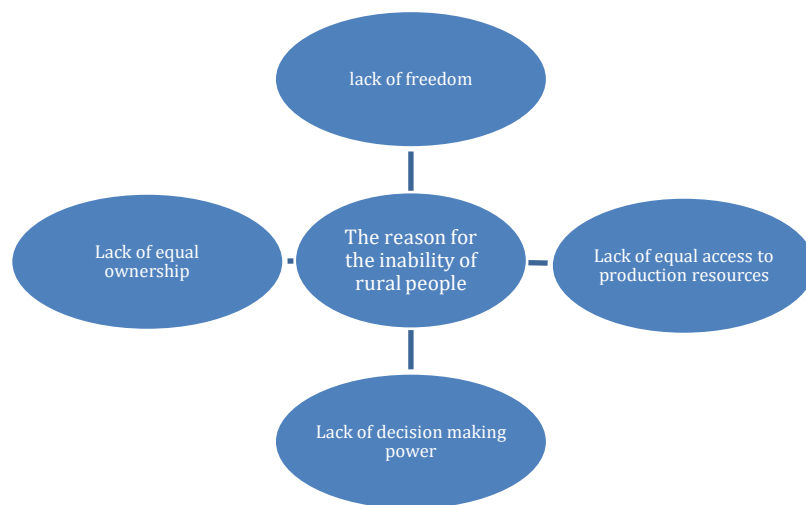 lack of freedom
Lack of equal
ownership
The reason for
the inability of
rural people
Lack of equal access to
production resources
Lack of decision making
power